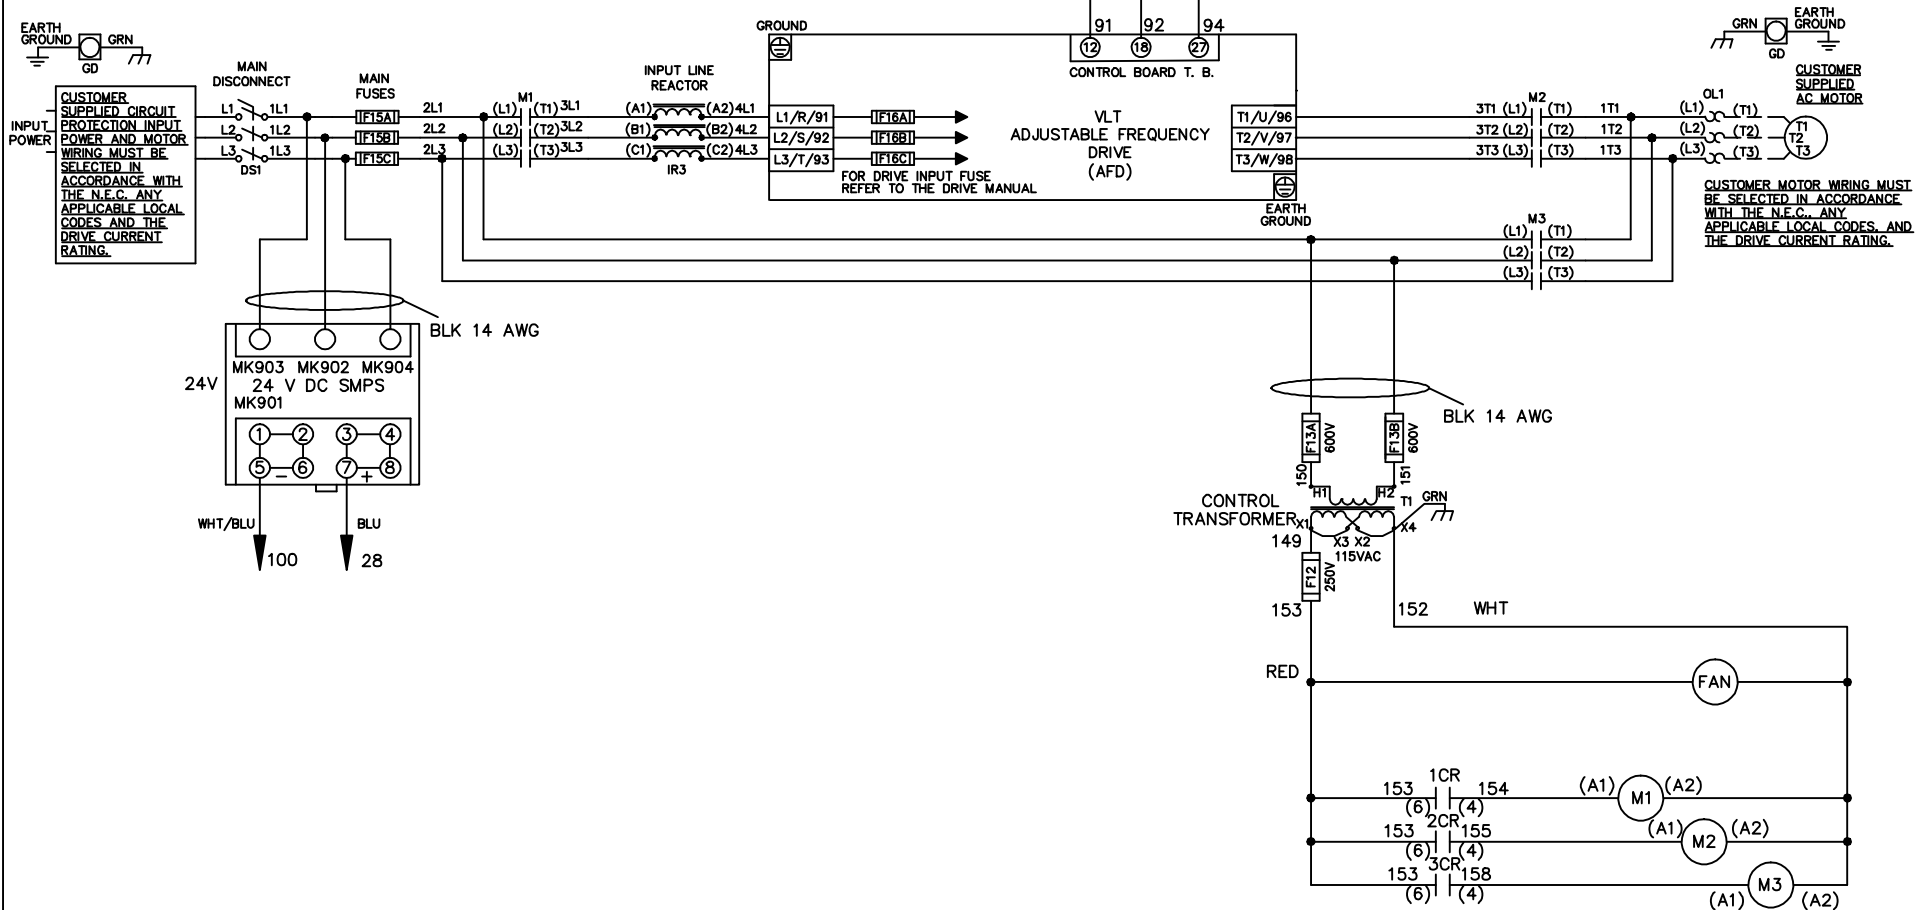 EARTH
GROUND
GRN
GD
INPUT
POWER
CUSTOMER
SUPPLIED CIRCUIT
PROTECTION INPUT
POWER AND MOTOR
WIRING MUST BE
SELECTED IN
ACCORDANCE WITH
THE N.E.C. ANY
APPLICABLE LOCAL
CODES AND THE
DRIVE CURRENT
RATING.
MAIN
DISCONNECT
L1 1L1
L2 1L2
L3 1L3
DS1
MAIN
FUSES
F15A
F15B
F15C
2L1
2L2
2L3
M1
(L1) (T1) 3L1
(L2) (T2) 3L2
(L3) (T3) 3L3
INPUT LINE
REACTOR
(A1) (A2) 4L1
(B1) (B2) 4L2
(C1) (C2) 4L3
IR3
GROUND
L1/R/91
L2/S/92
L3/T/93
F16A
F16B
F16C
FOR DRIVE INPUT FUSE
REFER TO THE DRIVE MANUAL
91 92 94
12 18 27
CONTROL BOARD T. B.
VLT
ADJUSTABLE FREQUENCY
DRIVE
(AFD)
T1/U/96
T2/V/97
T3/W/98
EARTH
GROUND
M2
3T1 (L1) (T1) 1T1
3T2 (L2) (T2) 1T2
3T3 (L3) (T3) 1T3
OL1
(L1) (T1)
(L2) (T2)
(L3) (T3)
T1
T2
T3
GRN
GD
EARTH
GROUND
CUSTOMER
SUPPLIED
AC MOTOR
CUSTOMER MOTOR WIRING MUST
BE SELECTED IN ACCORDANCE
WITH THE N.E.C., ANY
APPLICABLE LOCAL CODES, AND
THE DRIVE CURRENT RATING.
M3
(L1) (T1)
(L2) (T2)
(L3) (T3)
BLK 14 AWG
MK903 MK902 MK904
24V
24 V DC SMPS
MK901
1 2 3 4
5 6 7 8
- +
WHT/BLU
BLU
100
28
BLK 14 AWG
F13A
600V
F13B
600V
150
151
H1 H2
T1
GRN
CONTROL
TRANSFORMER
X1 X3 X2 X4
115VAC
149
F12
250V
153
152
WHT
RED
FAN
1CR
153 154
(6) (4)
(A1) M1 (A2)
2CR
153 155
(6) (4)
(A1) M2 (A2)
3CR
153 158
(6) (4)
(A1) M3 (A2)